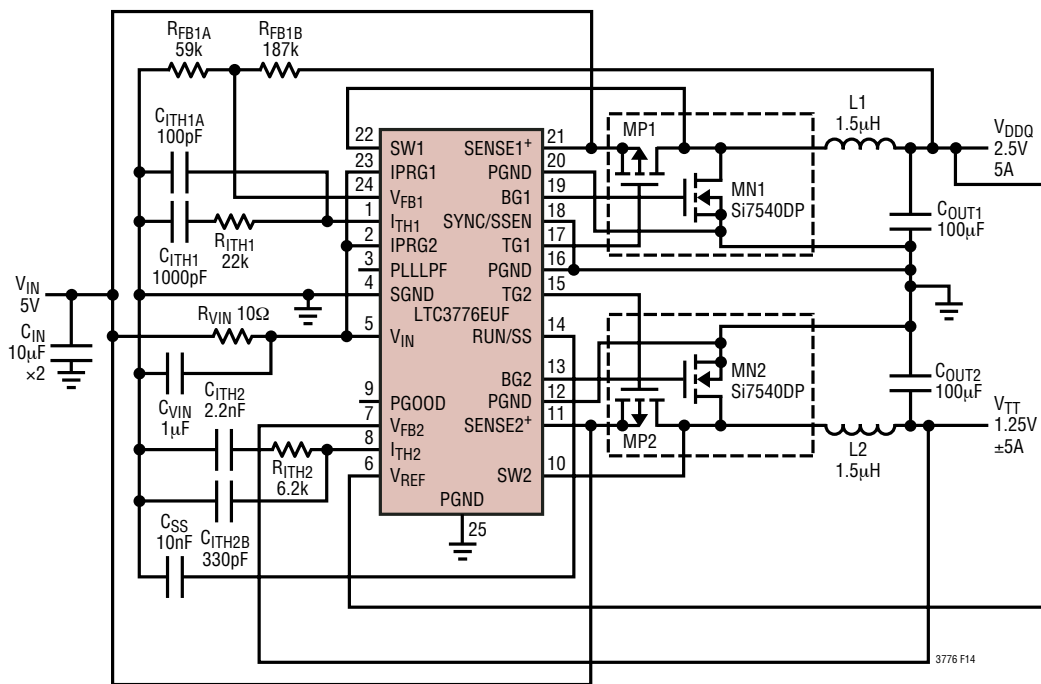 RFB1A
59k
RFB1B
187k
CITH1A
100pF
CITH1
1000pF
RITH1
22k
VIN
5V
CIN
10μF
×2
RVIN 10Ω
CVIN
1μF
CITH2
2.2nF
RITH2
6.2k
CITH2B
330pF
CSS
10nF
22
23
24
1
2
3
4
5
9
7
8
6
SW1
IPRG1
VFB1
ITH1
IPRG2
PLLLPF
SGND
VIN
PGOOD
VFB2
ITH2
VREF
LTC3776EUF
SENSE1+
PGND
BG1
SYNC/SSEN
TG1
PGND
TG2
RUN/SS
BG2
PGND
SENSE2+
SW2
PGND
25
21
20
19
18
17
16
15
14
13
12
11
10
MP1
MN1
Si7540DP
L1
1.5μH
VDDQ
2.5V
5A
COUT1
100μF
MN2
Si7540DP
MP2
COUT2
100μF
VTT
1.25V
±5A
L2
1.5μH
3776 F14